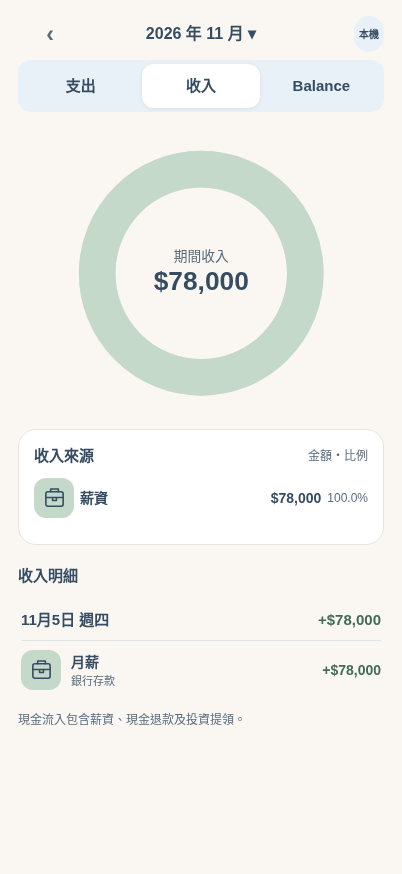 ‹
2026 年 11 月 ▾
本機
支出
收入
Balance
期間收入
$78,000
收入來源
金額・比例
薪資
$78,000 100.0%
收入明細
11月5日 週四
+$78,000
月薪
銀行存款
+$78,000
現金流入包含薪資、現金退款及投資提領。